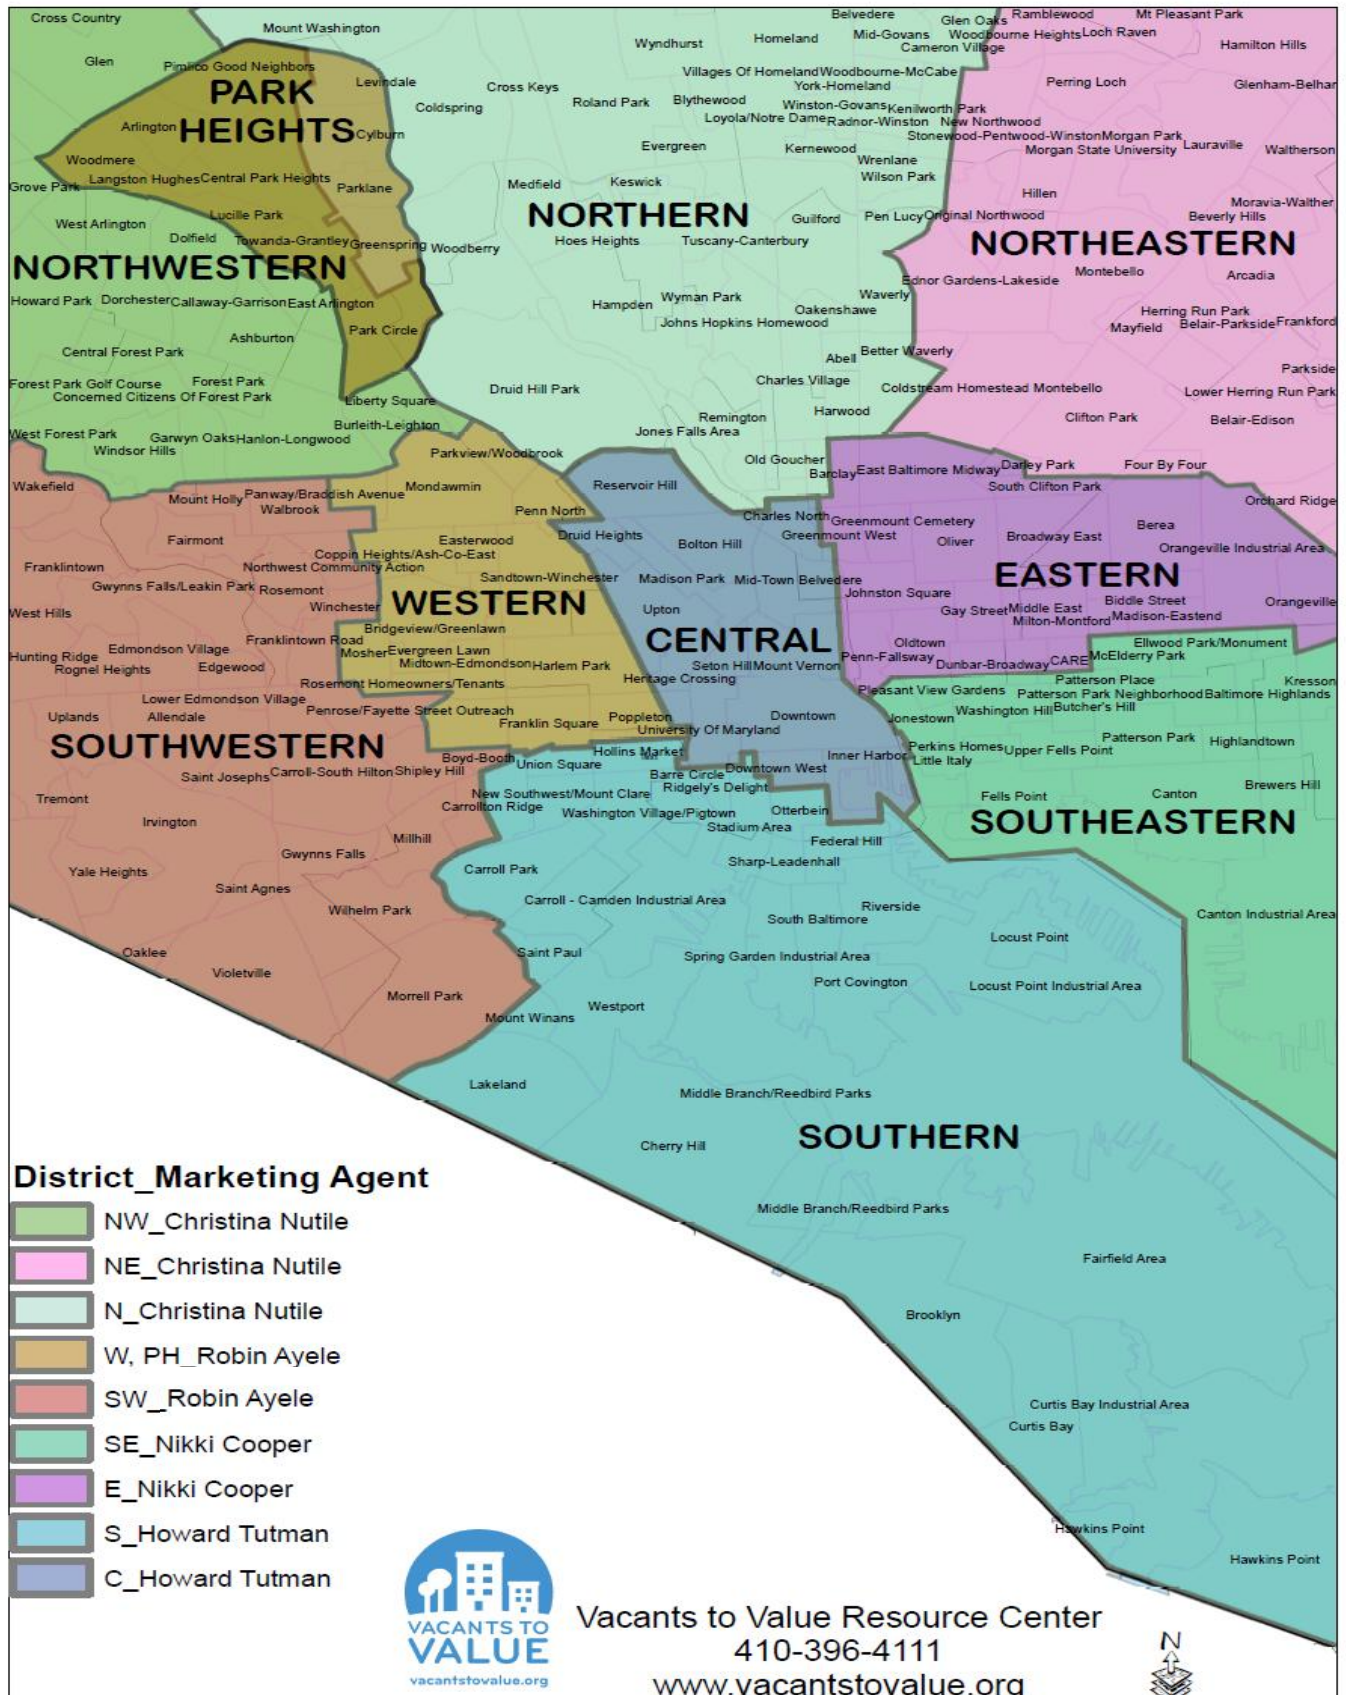 Cross Country
Mount Washington
Belvedere
Glen Oaks
Ramblewood
Mt Pleasant Park
Glen
Pimlico Good Neighbors
Wyndhurst
Homeland
Mid-Govans
Woodbourne Heights
Loch Raven
Cameron Village
Hamilton Hills
PARK
HEIGHTS
Levindale
Coldspring
Cross Keys
Villages Of Homeland
Woodbourne-McCabe
York-Homeland
Perring Loch
Glenham-Belhar
Roland Park
Blythewood
Winston-Govans
Kenilworth Park
Loyola/Notre Dame
Radnor-Winston
New Northwood
Arlington
Cylburn
Stonewood-Pentwood-Winston
Morgan Park
Evergreen
Kernewood
Morgan State University
Lauraville
Waltherson
Woodmere
Wrenlane
Wilson Park
Grove Park
Langston Hughes
Central Park Heights
Parklane
Medfield
Keswick
Hillen
Moravia-Walther
West Arlington
Lucille Park
NORTHERN
Guilford
Pen Lucy
Original Northwood
Beverly Hills
Dolfield
Towanda-Grantley
Greenspring
Woodberry
Hoes Heights
Tuscany-Canterbury
NORTHEASTERN
NORTHWESTERN
Ednor Gardens-Lakeside
Montebello
Arcadia
Howard Park
Dorchester
Callaway-Garrison
East Arlington
Hampden
Wyman Park
Waverly
Oakenshawe
Herring Run Park
Johns Hopkins Homewood
Mayfield
Belair-Parkside
Frankford
Park Circle
Ashburton
Central Forest Park
Abell
Better Waverly
Parkside
Forest Park Golf Course
Forest Park
Concerned Citizens Of Forest Park
Liberty Square
Druid Hill Park
Charles Village
Coldstream Homestead Montebello
Lower Herring Run Park
Harwood
Remington
Clifton Park
Belair-Edison
Burleith-Leighton
Jones Falls Area
West Forest Park
Garwyn Oaks
Hanlon-Longwood
Windsor Hills
Parkview/Woodbrook
Old Goucher
Barclay
East Baltimore Midway
Darley Park
Four By Four
Wakefield
Mount Holly
Panway/Braddish Avenue
Walbrook
Mondawmin
Reservoir Hill
South Clifton Park
Orchard Ridge
Penn North
Charles North
Greenmount Cemetery
Berea
Fairmont
Easterwood
Druid Heights
Bolton Hill
Greenmount West
Oliver
Broadway East
Orangeville Industrial Area
Coppin Heights/Ash-Co-East
Northwest Community Action
Franklintown
Gwynns Falls/Leakin Park
Rosemont
Sandtown-Winchester
Madison Park
Mid-Town Belvedere
EASTERN
Johnston Square
West Hills
Winchester
WESTERN
Upton
Gay Street
Middle East
Biddle Street
Orangeville
Milton-Montford
Madison-Eastend
Bridgeview/Greenlawn
CENTRAL
Oldtown
Ellwood Park/Monument
Franklintown Road
Mosher
Evergreen Lawn
Hunting Ridge
Edmondson Village
Rognel Heights
Edgewood
Midtown-Edmondson
Harlem Park
Seton Hill
Mount Vernon
Penn-Fallsway
Dunbar-Broadway
CARE
McElderry Park
Heritage Crossing
Rosemont Homeowners/Tenants
Patterson Place
Kresson
Pleasant View Gardens
Patterson Park Neighborhood
Baltimore Highlands
Lower Edmondson Village
Uplands
Allendale
Penrose/Fayette Street Outreach
Franklin Square
Poppleton
Downtown
Jonestown
Washington Hill
Butcher's Hill
University Of Maryland
SOUTHWESTERN
Hollins Market
Perkins Homes
Upper Fells Point
Patterson Park
Highlandtown
Boyd-Booth
Union Square
Inner Harbor
Little Italy
Saint Josephs
Carroll-South Hilton
Shipley Hill
Barre Circle
Downtown West
Ridgely's Delight
New Southwest/Mount Clare
Carrollton Ridge
Washington Village/Pigtown
Otterbein
Fells Point
Canton
Brewers Hill
Tremont
Irvington
Stadium Area
SOUTHEASTERN
Millhill
Federal Hill
Gwynns Falls
Sharp-Leadenhall
Yale Heights
Carroll Park
Saint Agnes
Carroll - Camden Industrial Area
Riverside
Wilhelm Park
South Baltimore
Canton Industrial Area
Locust Point
Oaklee
Saint Paul
Spring Garden Industrial Area
Violetville
Port Covington
Locust Point Industrial Area
Morrell Park
Westport
Mount Winans
Lakeland
Middle Branch/Reedbird Parks
SOUTHERN
Cherry Hill
Middle Branch/Reedbird Parks
Fairfield Area
Brooklyn
Curtis Bay Industrial Area
Curtis Bay
Hawkins Point
Hawkins Point
District_Marketing Agent
NW_Christina Nutile
NE_Christina Nutile
N_Christina Nutile
W, PH_Robin Ayele
SW_Robin Ayele
SE_Nikki Cooper
E_Nikki Cooper
S_Howard Tutman
C_Howard Tutman
VACANTS TO
VALUE
vacantstovalue.org
Vacants to Value Resource Center
410-396-4111
www.vacantstovalue.org
N